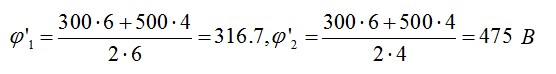 φ'₁ = (300·6+500·4)/(2·6) = 316.7, φ'₂ = (300·6+500·4)/(2·4) = 475 В